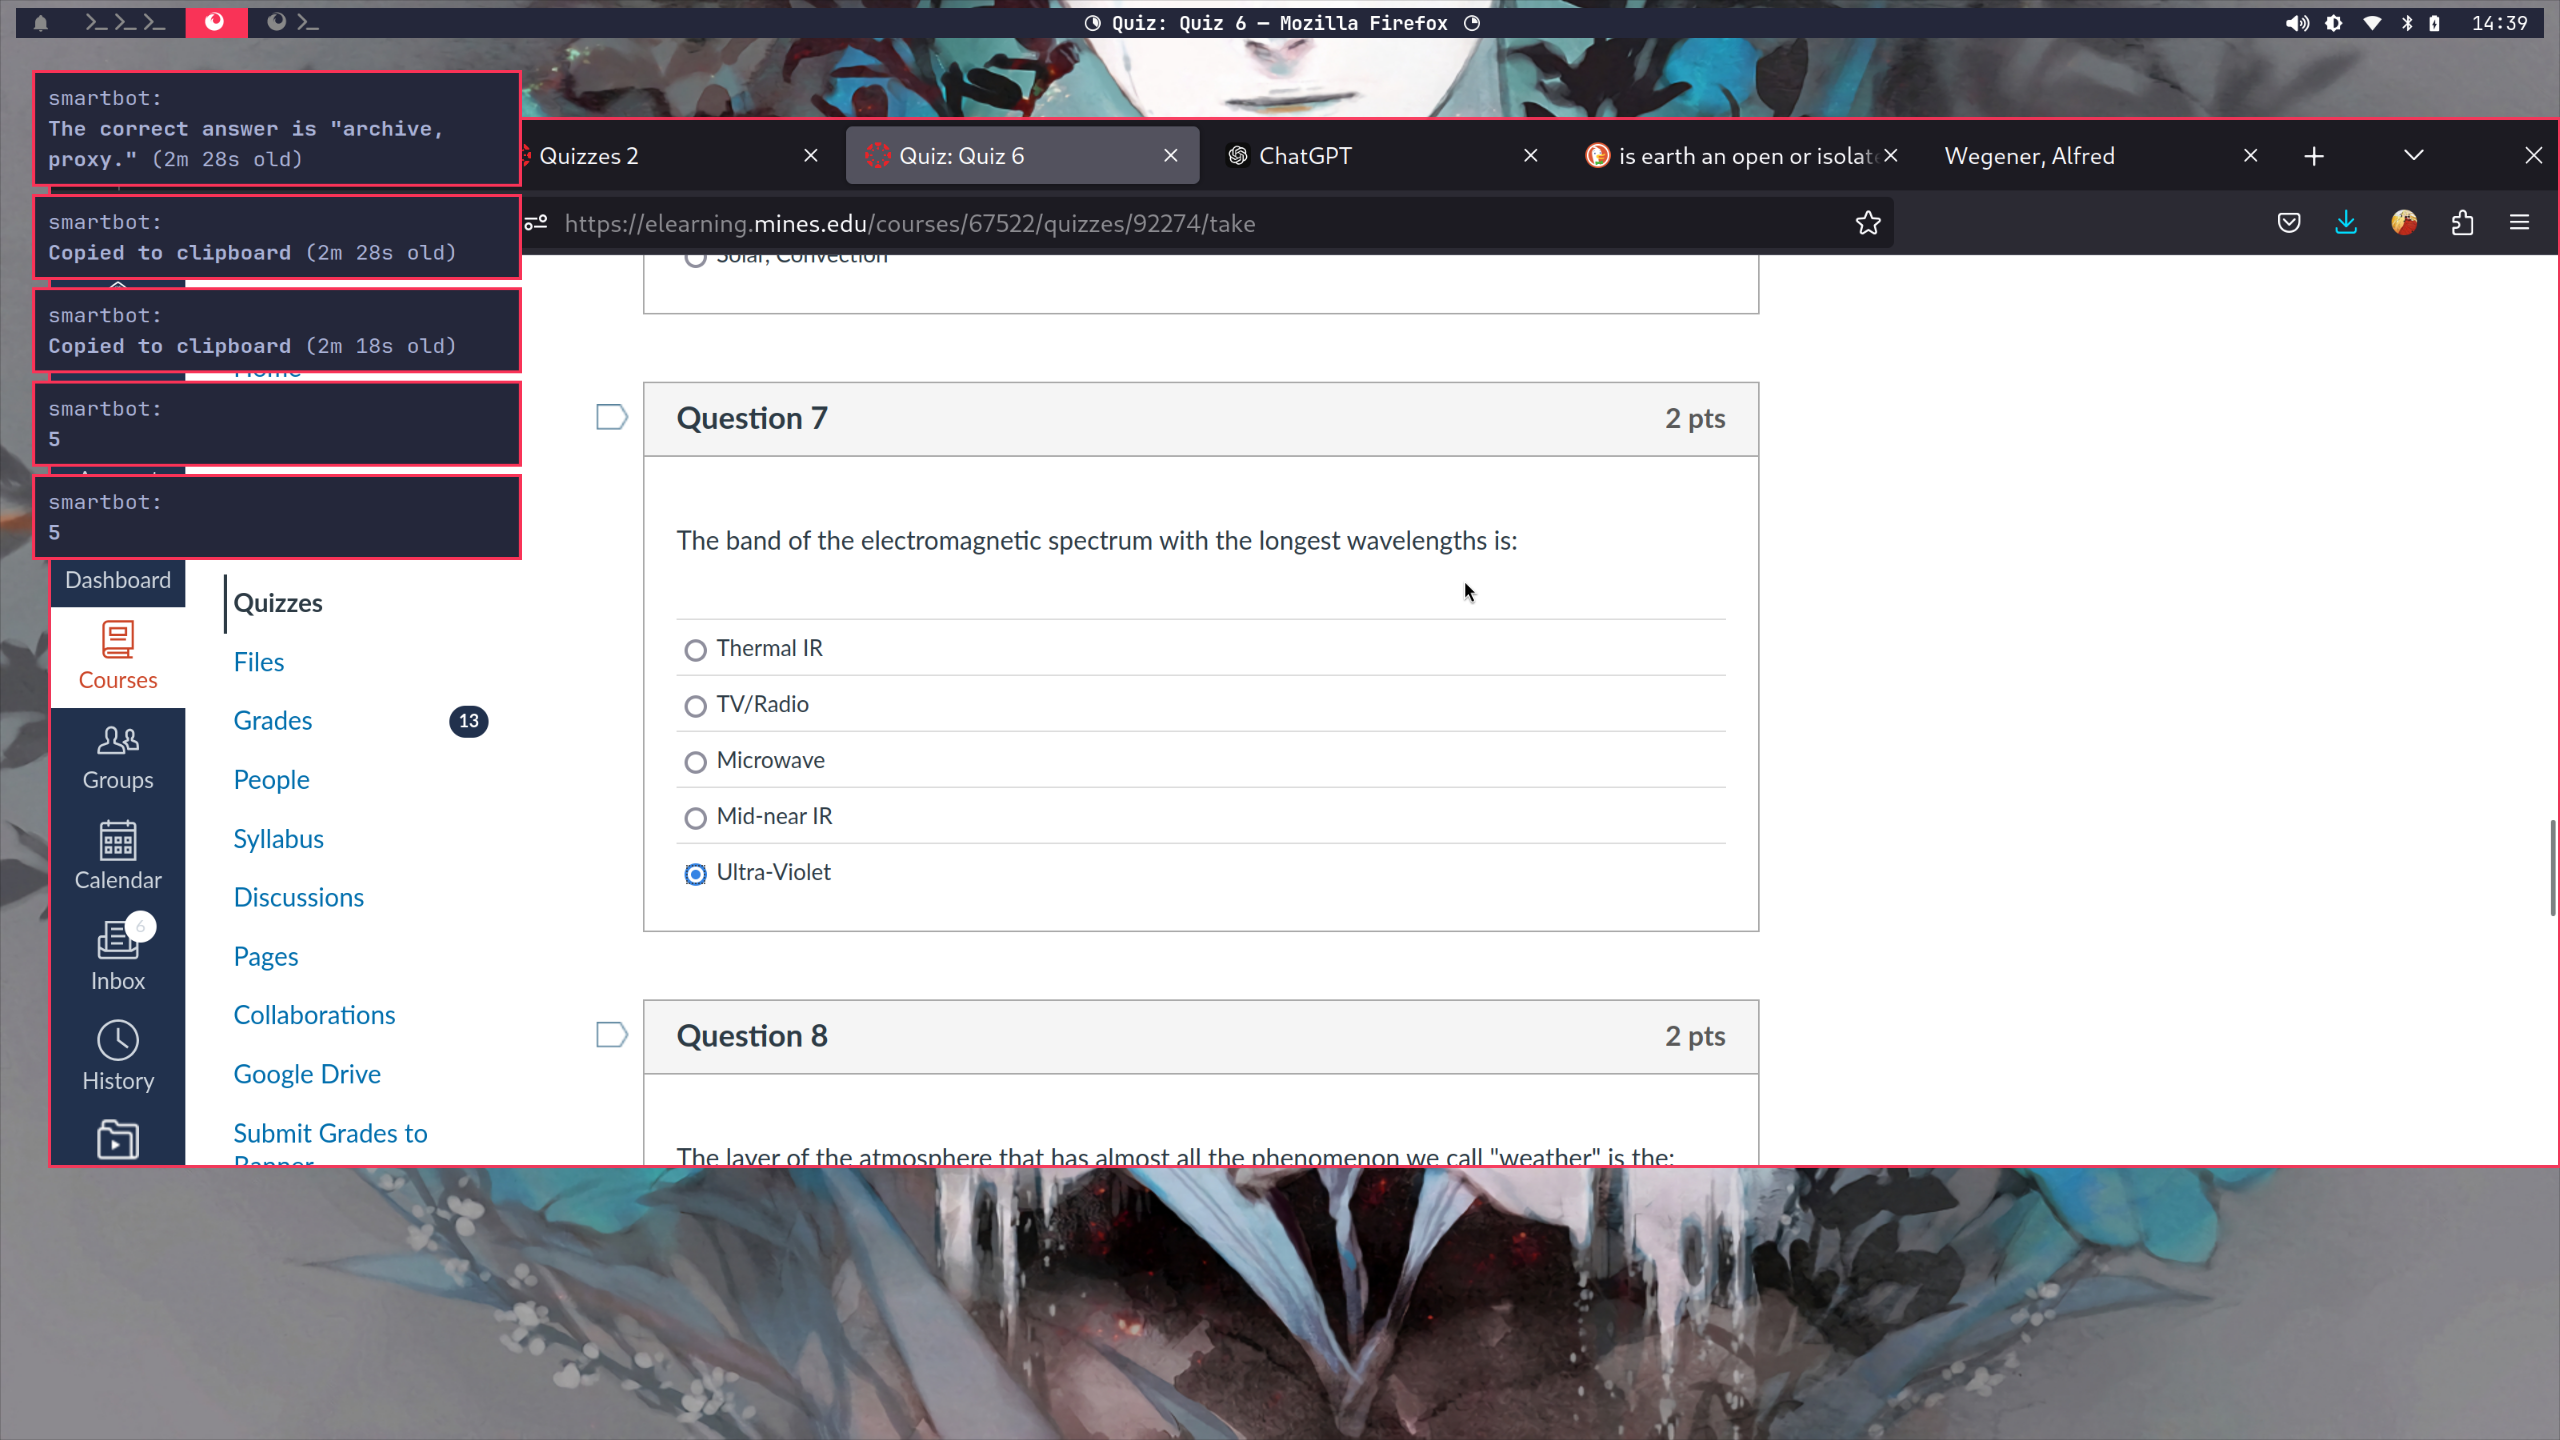 Quiz: Quiz 6 — Mozilla Firefox
14:39
smartbot:
The correct answer is "archive,
proxy." (2m 28s old)
smartbot:
Copied to clipboard (2m 28s old)
smartbot:
Copied to clipboard (2m 18s old)
smartbot:
5
smartbot:
5
Quizzes 2
Quiz: Quiz 6
ChatGPT
is earth an open or isolat
Wegener, Alfred
https://elearning.mines.edu/courses/67522/quizzes/92274/take
Solar, Convection
Home
Dashboard
Courses
Groups
Calendar
6
Inbox
History
Quizzes
Files
Grades
13
People
Syllabus
Discussions
Pages
Collaborations
Google Drive
Submit Grades to
Banner
Question 7
2 pts
The band of the electromagnetic spectrum with the longest wavelengths is:
Thermal IR
TV/Radio
Microwave
Mid-near IR
Ultra-Violet
Question 8
2 pts
The layer of the atmosphere that has almost all the phenomenon we call "weather" is the: